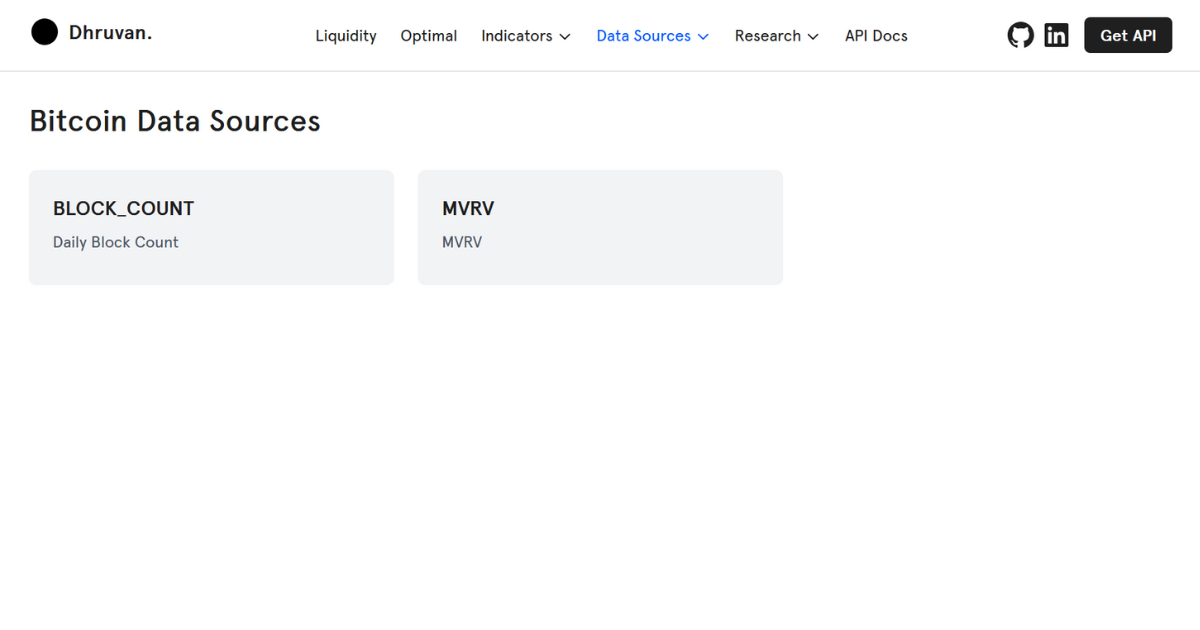 Dhruvan.
Liquidity Optimal Indicators Data Sources Research API Docs
in
Get API
Bitcoin Data Sources
BLOCK_COUNT
Daily Block Count
MVRV
MVRV